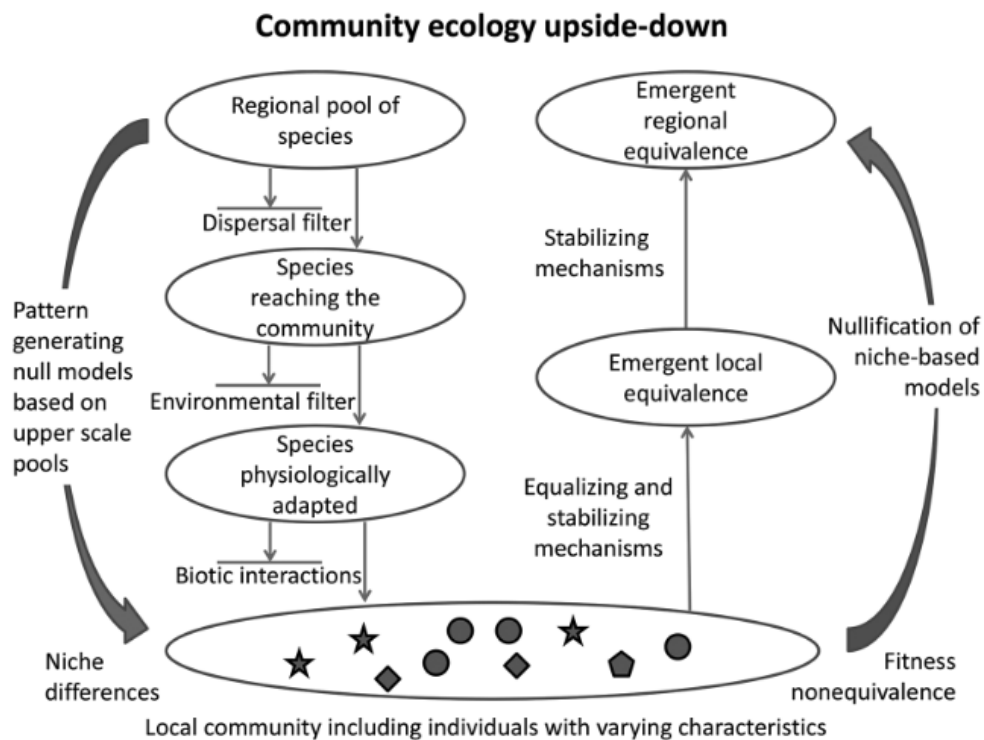 Community ecology upside-down
Regional pool of
species
Dispersal filter
Species
reaching the
community
Environmental filter
Species
physiologically
adapted
Biotic interactions
Pattern
generating
null models
based on
upper scale
pools
Niche
differences
Emergent
regional
equivalence
Stabilizing
mechanisms
Emergent local
equivalence
Equalizing and
stabilizing
mechanisms
Nullification of
niche-based
models
Fitness
nonequivalence
Local community including individuals with varying characteristics